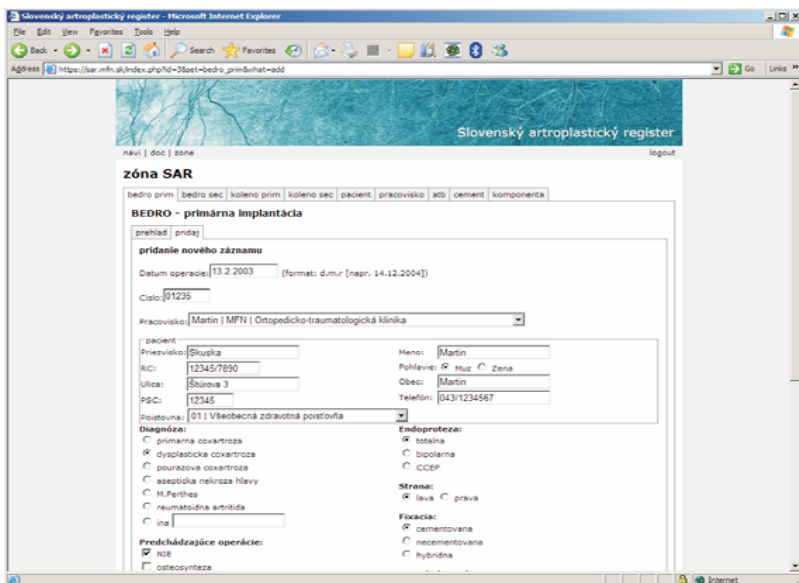 Slovenský artroplastický register - Microsoft Internet Explorer
File Edit View Favorites Tools Help
Back Search Favorites
Address https://sar.mfn.sk/index.php?id=3&pet=bedro_prim&what=add Go Links »
Slovenský artroplastický register
navi | doc | zone logout
zóna SAR
bedro prim bedro sec koleno prim koleno sec pacient pracovisko atb cement komponenta
BEDRO - primárna implantácia
prehlad pridaj
pridanie nového záznamu
Datum operacie: 13.2.2003 (format: d.m.r [napr. 14.12.2004])
Cislo: 01235
Pracovisko: Martin | MFN | Ortopedicko-traumatologická klinika
pacient
Priezvisko: Skuska Meno: Martin
RC: 12345/7890 Pohlavie: Muz Zena
Ulica: Štúrova 3 Obec: Martin
PSC: 12345 Telefón: 043/1234567
Poistovna: 01 | Všeobecná zdravotná poisťovňa
Diagnóza: Endoproteza:
primarna coxartroza totalna
dysplasticka coxartroza bipolarna
pourazova coxartroza CCEP
asepticka nekroza hlavy Strana:
M.Perthes lava prava
reumatoidna artritida Fixacia:
ina cementovana
Predchádzajúce operácie: necementovana
NIE hybridna
osteosynteza
Internet